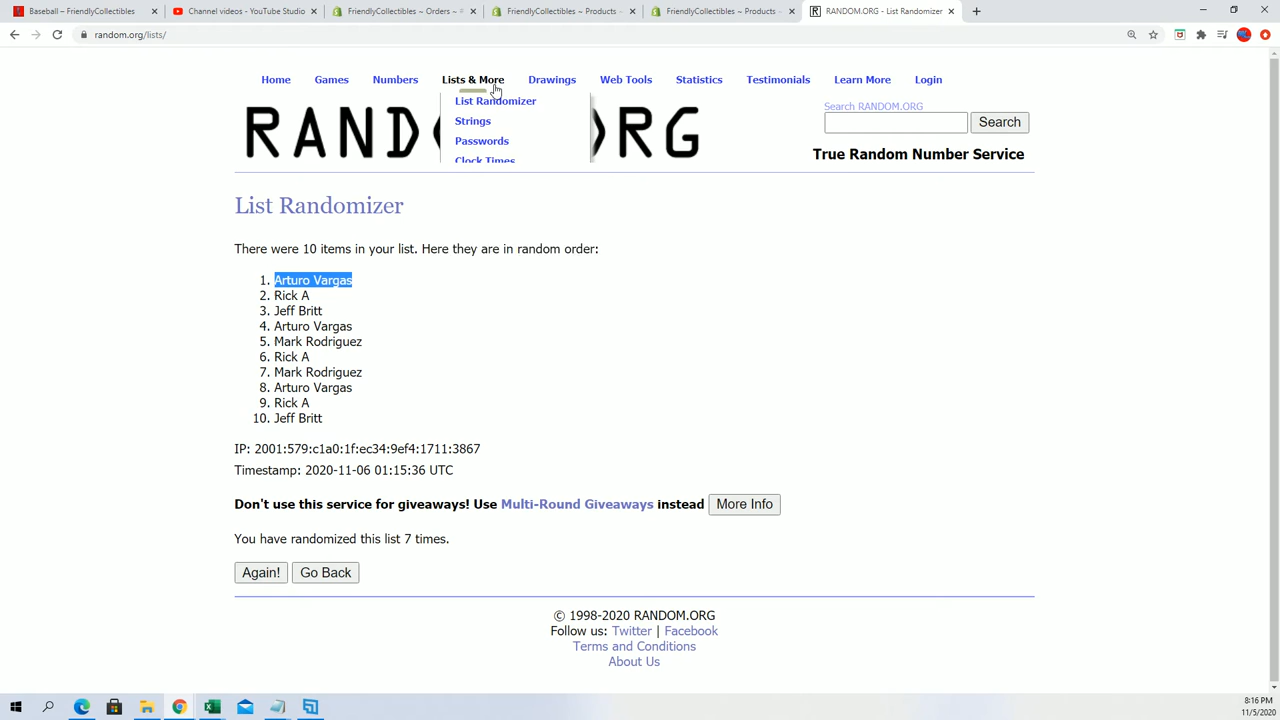 Baseball – FriendlyCollectibles
Channel videos - YouTube Studio
FriendlyCollectibles ~ Orders ~ #
FriendlyCollectibles ~ Products ~
FriendlyCollectibles ~ Products ~
RANDOM.ORG - List Randomizer
random.org/lists/
Home Games Numbers Lists & More Drawings Web Tools Statistics Testimonials Learn More Login
List Randomizer
Strings
Passwords
Clock Times
Search RANDOM.ORG
Search
True Random Number Service
List Randomizer
There were 10 items in your list. Here they are in random order:
1. Arturo Vargas
2. Rick A
3. Jeff Britt
4. Arturo Vargas
5. Mark Rodriguez
6. Rick A
7. Mark Rodriguez
8. Arturo Vargas
9. Rick A
10. Jeff Britt
IP: 2001:579:c1a0:1f:ec34:9ef4:1711:3867
Timestamp: 2020-11-06 01:15:36 UTC
Don't use this service for giveaways! Use Multi-Round Giveaways instead More Info
You have randomized this list 7 times.
Again! Go Back
© 1998-2020 RANDOM.ORG
Follow us: Twitter | Facebook
Terms and Conditions
About Us
8:16 PM
11/5/2020